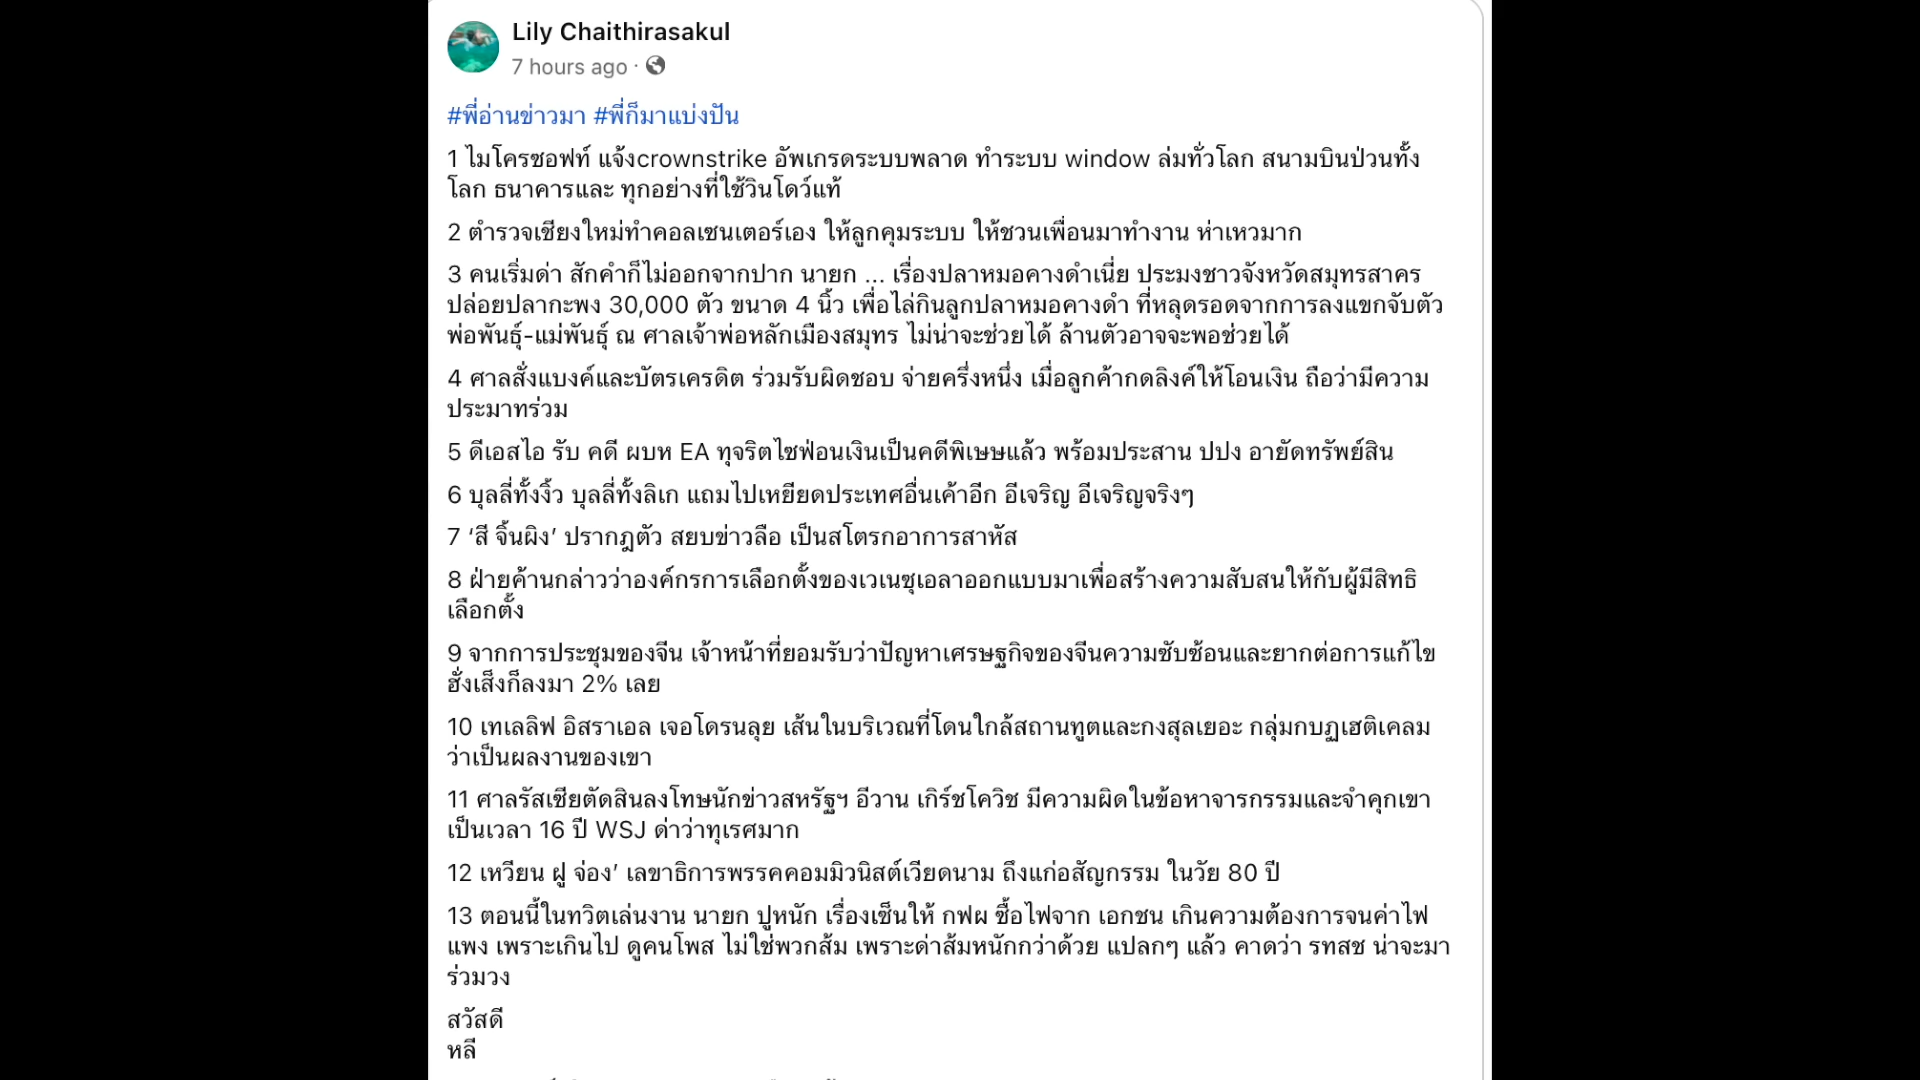 Lily Chaithirasakul
7 hours ago ·
#พี่อ่านข่าวมา #พี่ก็มาแบ่งปัน
1 ไมโครซอฟท์ แจ้งcrownstrike อัพเกรดระบบพลาด ทำระบบ window ล่มทั่วโลก สนามบินป่วนทั้ง
โลก ธนาคารและ ทุกอย่างที่ใช้วินโดว์แท้
2 ตำรวจเชียงใหม่ทำคอลเซนเตอร์เอง ให้ลูกคุมระบบ ให้ชวนเพื่อนมาทำงาน ห่าเหวมาก
3 คนเริ่มด่า สักคำก็ไม่ออกจากปาก นายก ... เรื่องปลาหมอคางดำเนี่ย ประมงชาวจังหวัดสมุทรสาคร
ปล่อยปลากะพง 30,000 ตัว ขนาด 4 นิ้ว เพื่อไล่กินลูกปลาหมอคางดำ ที่หลุดรอดจากการลงแขกจับตัว
พ่อพันธุ์-แม่พันธุ์ ณ ศาลเจ้าพ่อหลักเมืองสมุทร ไม่น่าจะช่วยได้ ล้านตัวอาจจะพอช่วยได้
4 ศาลสั่งแบงค์และบัตรเครดิต ร่วมรับผิดชอบ จ่ายครึ่งหนึ่ง เมื่อลูกค้ากดลิงค์ให้โอนเงิน ถือว่ามีความ
ประมาทร่วม
5 ดีเอสไอ รับ คดี ผบห EA ทุจริตไซฟ่อนเงินเป็นคดีพิเษษแล้ว พร้อมประสาน ปปง อายัดทรัพย์สิน
6 บุลลี่ทั้งงิ้ว บุลลี่ทั้งลิเก แถมไปเหยียดประเทศอื่นเค้าอีก อีเจริญ อีเจริญจริงๆ
7 ‘สี จิ้นผิง’ ปรากฎตัว สยบข่าวลือ เป็นสโตรกอาการสาหัส
8 ฝ่ายค้านกล่าวว่าองค์กรการเลือกตั้งของเวเนซุเอลาออกแบบมาเพื่อสร้างความสับสนให้กับผู้มีสิทธิ
เลือกตั้ง
9 จากการประชุมของจีน เจ้าหน้าที่ยอมรับว่าปัญหาเศรษฐกิจของจีนความซับซ้อนและยากต่อการแก้ไข
ฮั่งเส็งก็ลงมา 2% เลย
10 เทเลลิฟ อิสราเอล เจอโดรนลุย เส้นในบริเวณที่โดนใกล้สถานทูตและกงสุลเยอะ กลุ่มกบฏเฮติเคลม
ว่าเป็นผลงานของเขา
11 ศาลรัสเซียตัดสินลงโทษนักข่าวสหรัฐฯ อีวาน เกิร์ชโควิช มีความผิดในข้อหาจารกรรมและจำคุกเขา
เป็นเวลา 16 ปี WSJ ด่าว่าทุเรศมาก
12 เหวียน ฝู จ่อง’ เลขาธิการพรรคคอมมิวนิสต์เวียดนาม ถึงแก่อสัญกรรม ในวัย 80 ปี
13 ตอนนี้ในทวิตเล่นงาน นายก ปูหนัก เรื่องเซ็นให้ กฟผ ซื้อไฟจาก เอกชน เกินความต้องการจนค่าไฟ
แพง เพราะเกินไป ดูคนโพส ไม่ใช่พวกส้ม เพราะด่าส้มหนักกว่าด้วย แปลกๆ แล้ว คาดว่า รทสช น่าจะมา
ร่วมวง
สวัสดี
หลี